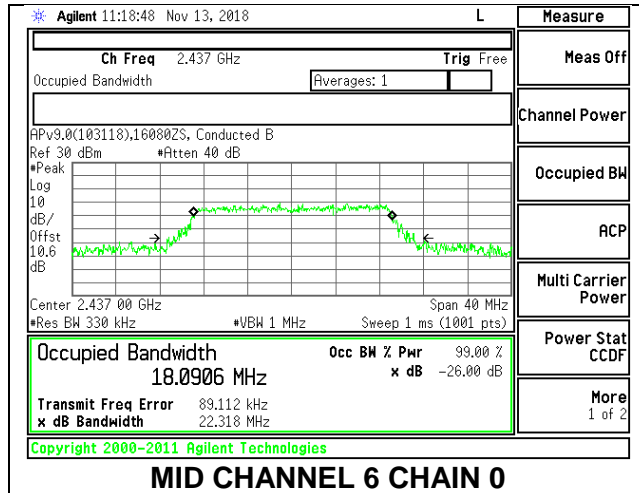 Agilent 11:18:48 Nov 13, 2018 L Measure
Ch Freq 2.437 GHz Trig Free
Meas Off
Occupied Bandwidth Averages: 1
Channel Power
APv9.0(103118),16080ZS, Conducted B
Ref 30 dBm #Atten 40 dB
#Peak
Log
10
dB/
Offst
10.6
dB
Occupied BW
ACP
Center 2.437 00 GHz Span 40 MHz
#Res BW 330 kHz #VBW 1 MHz Sweep 1 ms (1001 pts)
Multi Carrier
Power
Occupied Bandwidth Occ BW % Pwr 99.00 %
18.0906 MHz x dB -26.00 dB
Transmit Freq Error 89.112 kHz
x dB Bandwidth 22.318 MHz
Power Stat
CCDF
More
1 of 2
Copyright 2000-2011 Agilent Technologies
MID CHANNEL 6 CHAIN 0